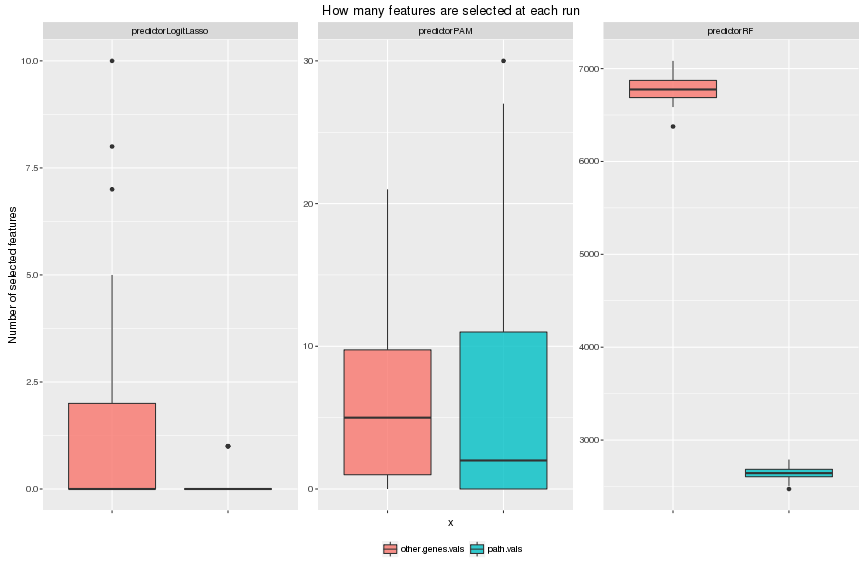 How many features are selected at each run
predictorLogitLasso
predictorPAM
predictorRF
Number of selected features
10.0
7.5
5.0
2.5
0.0
30
20
10
0
7000
6000
5000
4000
3000
x
other.genes.vals
path.vals